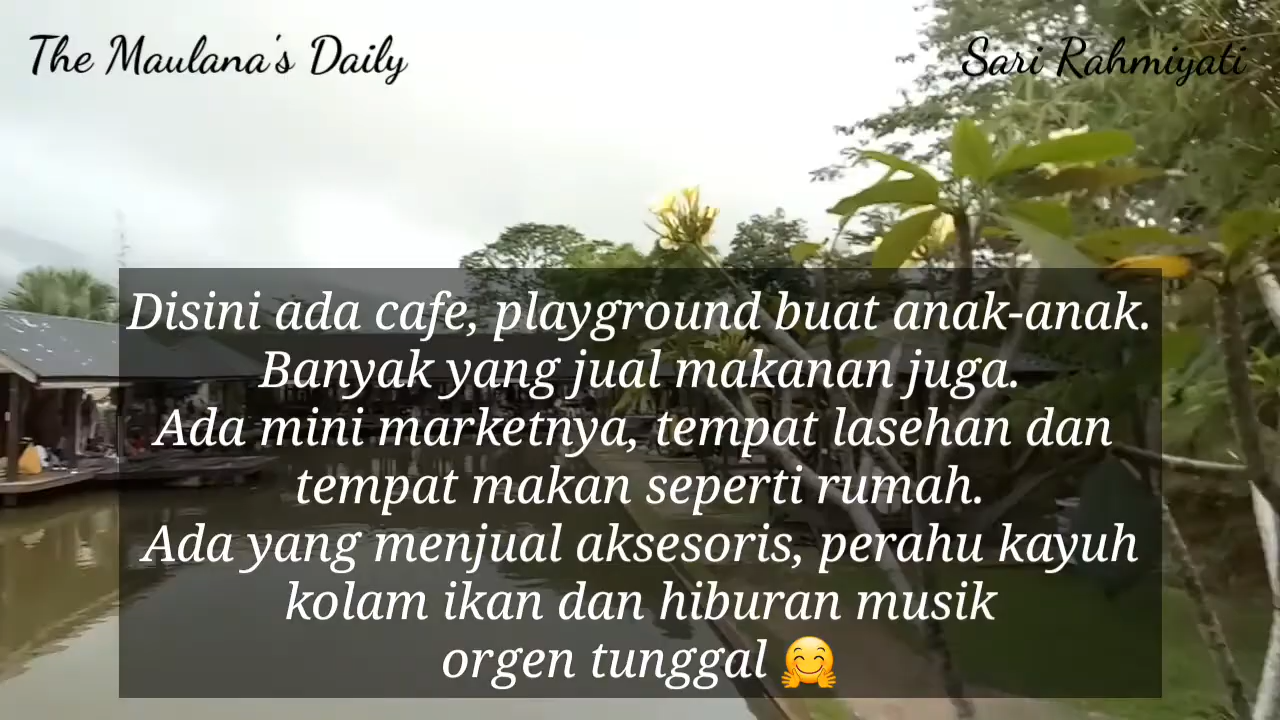 The Maulana's Daily
Sari Rahmiyati
Disini ada cafe, playground buat anak-anak.
Banyak yang jual makanan juga.
Ada mini marketnya, tempat lasehan dan
tempat makan seperti rumah.
Ada yang menjual aksesoris, perahu kayuh
kolam ikan dan hiburan musik
orgen tunggal 🤗